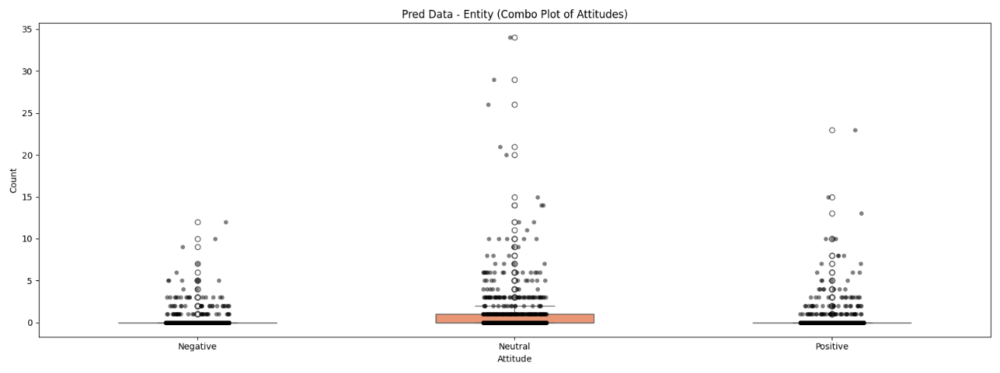 Pred Data - Entity (Combo Plot of Attitudes)
35
30
25
20
15
10
5
0
Count
Negative
Neutral
Positive
Attitude